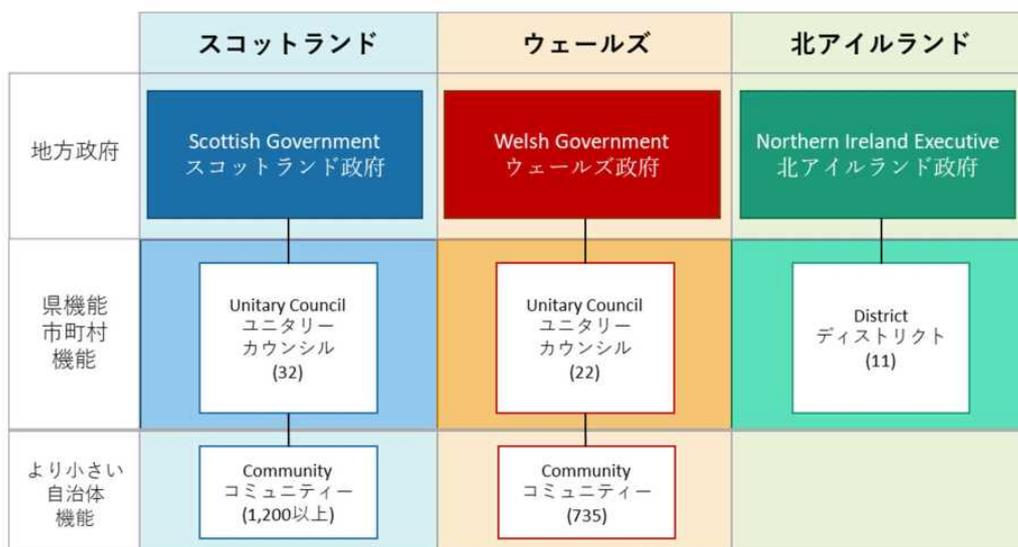 スコットランド
ウェールズ
北アイルランド
地方政府
Scottish Government
スコットランド政府
Welsh Government
ウェールズ政府
Northern Ireland Executive
北アイルランド政府
県機能
市町村
機能
Unitary Council
ユニタリー
カウンシル
(32)
Unitary Council
ユニタリー
カウンシル
(22)
District
ディストリクト
(11)
より小さい
自治体
機能
Community
コミュニティー
(1,200以上)
Community
コミュニティー
(735)